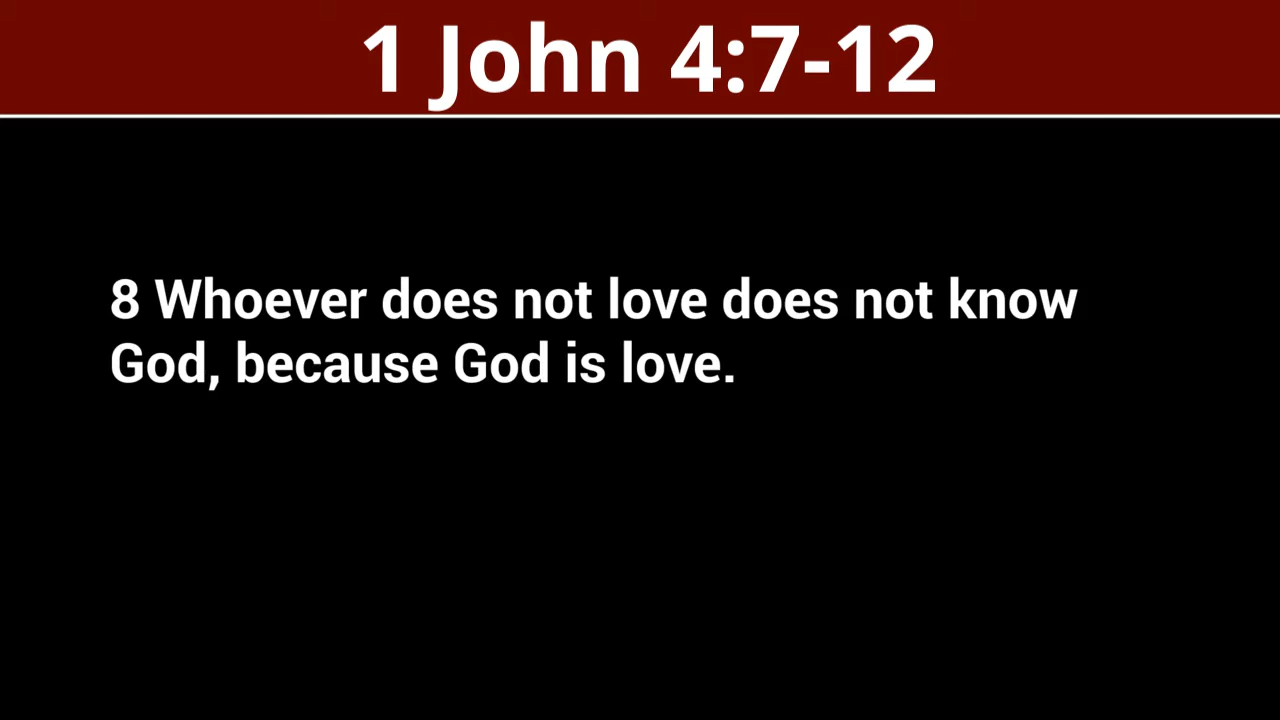 1 John 4:7-12
8 Whoever does not love does not know
God, because God is love.